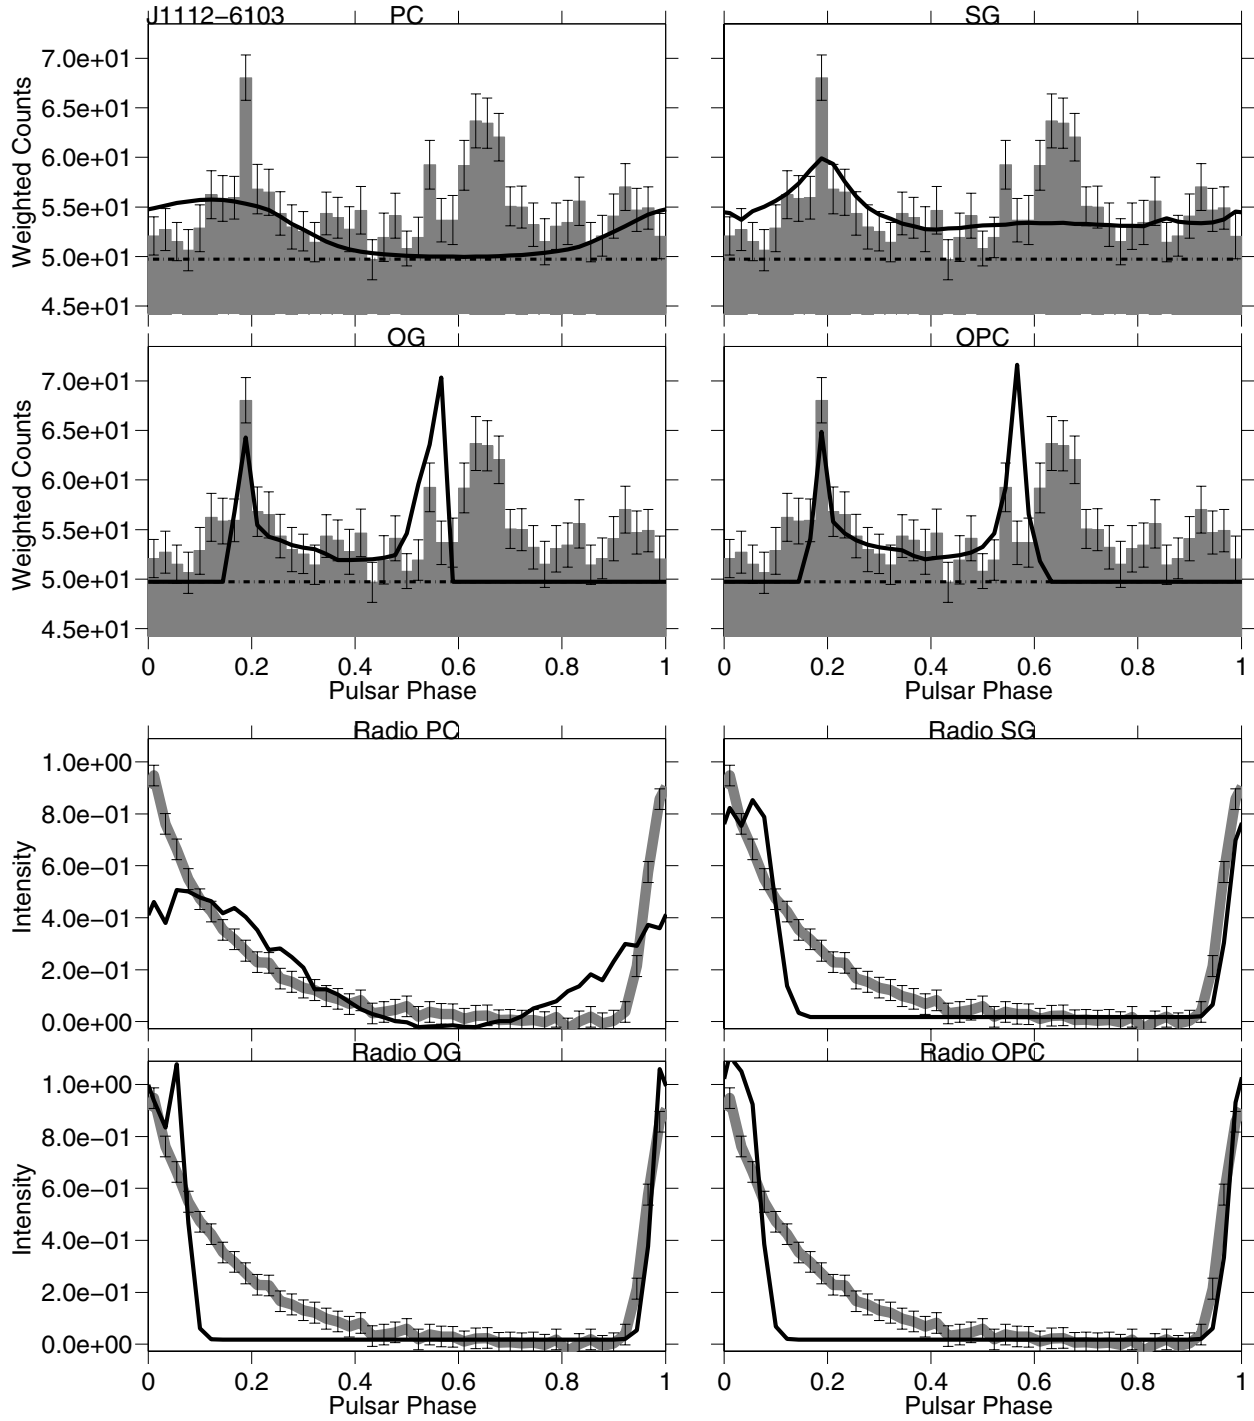 J1112−6103 PC SG
7.0e+01
6.5e+01
6.0e+01
5.5e+01
5.0e+01
4.5e+01
Weighted Counts
OG OPC
7.0e+01
6.5e+01
6.0e+01
5.5e+01
5.0e+01
4.5e+01
Weighted Counts
0 0.2 0.4 0.6 0.8 1 0 0.2 0.4 0.6 0.8 1
Pulsar Phase Pulsar Phase
Radio PC Radio SG
1.0e+00
8.0e−01
6.0e−01
4.0e−01
2.0e−01
0.0e+00
Intensity
Radio OG Radio OPC
1.0e+00
8.0e−01
6.0e−01
4.0e−01
2.0e−01
0.0e+00
Intensity
0 0.2 0.4 0.6 0.8 1 0 0.2 0.4 0.6 0.8 1
Pulsar Phase Pulsar Phase